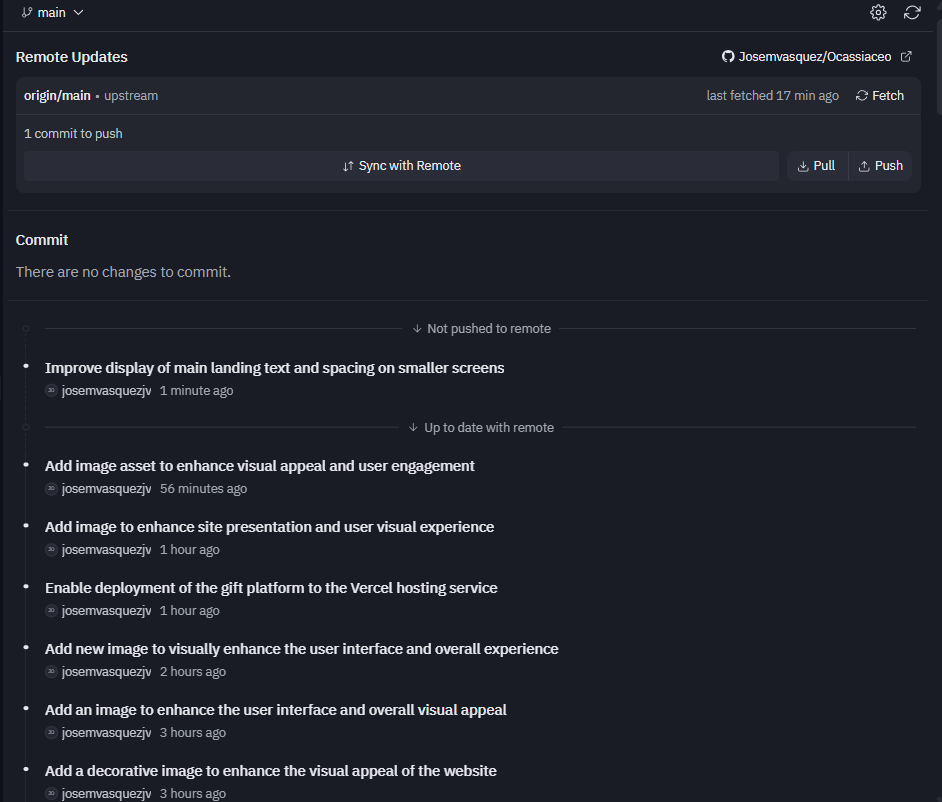 main
Remote Updates
Josemvasquez/Ocassiaceo
origin/main • upstream
last fetched 17 min ago
Fetch
1 commit to push
Sync with Remote
Pull
Push
Commit
There are no changes to commit.
Not pushed to remote
Improve display of main landing text and spacing on smaller screens
JO josemvasquezjv 1 minute ago
Up to date with remote
Add image asset to enhance visual appeal and user engagement
JO josemvasquezjv 56 minutes ago
Add image to enhance site presentation and user visual experience
JO josemvasquezjv 1 hour ago
Enable deployment of the gift platform to the Vercel hosting service
JO josemvasquezjv 1 hour ago
Add new image to visually enhance the user interface and overall experience
JO josemvasquezjv 2 hours ago
Add an image to enhance the user interface and overall visual appeal
JO josemvasquezjv 3 hours ago
Add a decorative image to enhance the visual appeal of the website
JO josemvasquezjv 3 hours ago